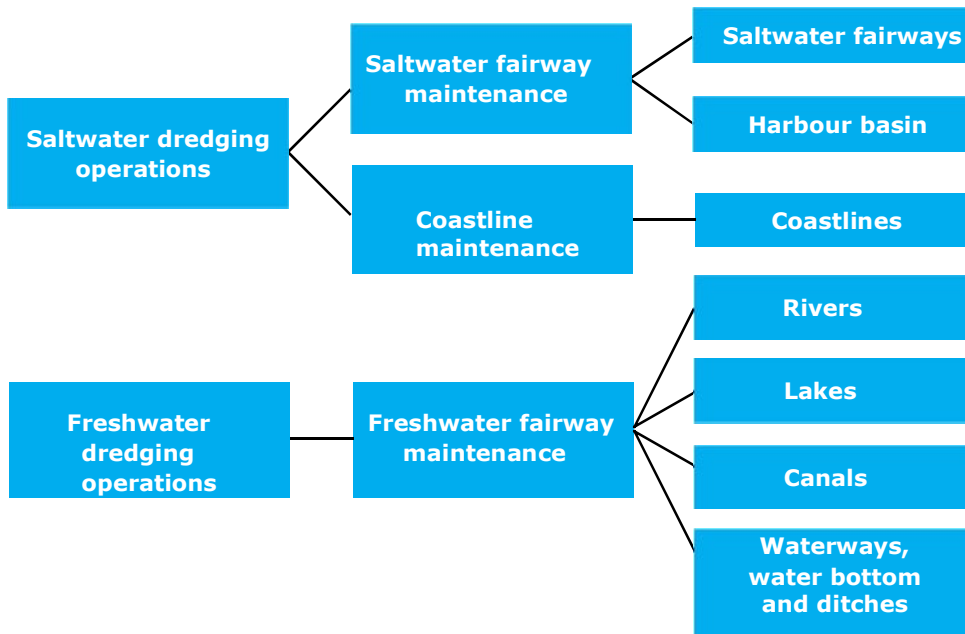 Saltwater dredging
operations
Saltwater fairway
maintenance
Saltwater fairways
Harbour basin
Coastline
maintenance
Coastlines
Freshwater
dredging
operations
Freshwater fairway
maintenance
Rivers
Lakes
Canals
Waterways,
water bottom
and ditches